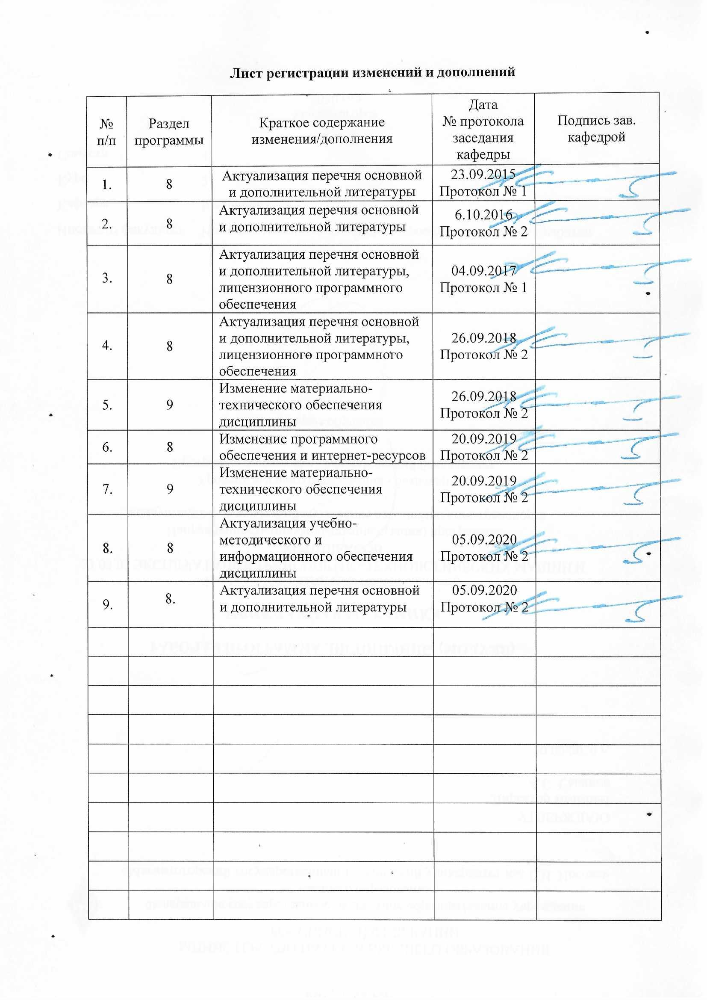 Лист регистрации изменений и дополнений
№ п/п
Раздел программы
Краткое содержание изменения/дополнения
Дата № протокола заседания кафедры
Подпись зав. кафедрой
1.
8
Актуализация перечня основной
и дополнительной литературы
23.09.2015
Протокол № 1
2.
8
Актуализация перечня основной
и дополнительной литературы
6.10.2016
Протокол № 2
3.
8
Актуализация перечня основной
и дополнительной литературы,
лицензионного программного
обеспечения
04.09.2017
Протокол № 1
4.
8
Актуализация перечня основной
и дополнительной литературы,
лицензионного программного
обеспечения
26.09.2018
Протокол № 2
5.
9
Изменение материально-
технического обеспечения
дисциплины
26.09.2018
Протокол № 2
6.
8
Изменение программного
обеспечения и интернет-ресурсов
20.09.2019
Протокол № 2
7.
9
Изменение материально-
технического обеспечения
дисциплины
20.09.2019
Протокол № 2
8.
8
Актуализация учебно-
методического и
информационного обеспечения
дисциплины
05.09.2020
Протокол № 2
9.
8.
Актуализация перечня основной
и дополнительной литературы
05.09.2020
Протокол № 2